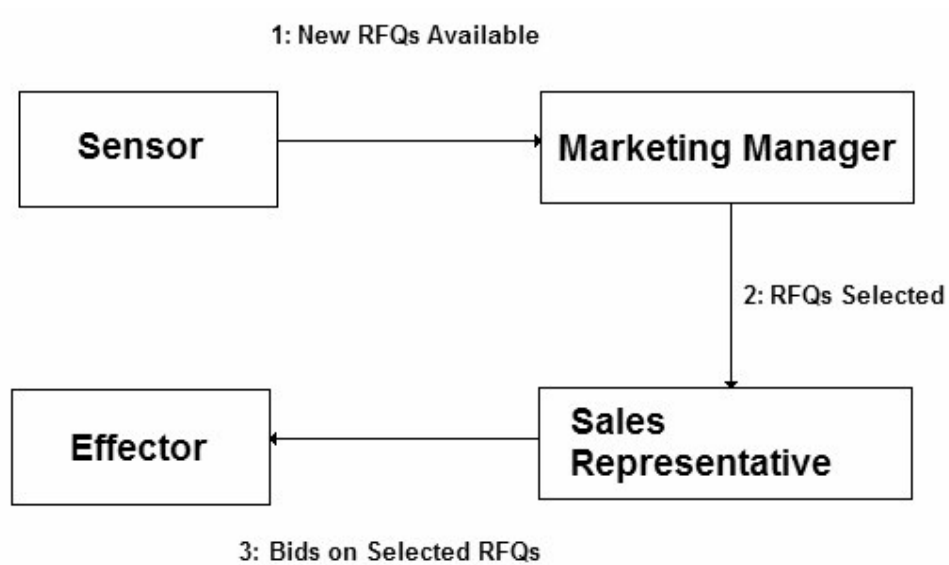 1: New RFQs Available
Sensor
Marketing Manager
2: RFQs Selected
Sales
Representative
Effector
3: Bids on Selected RFQs